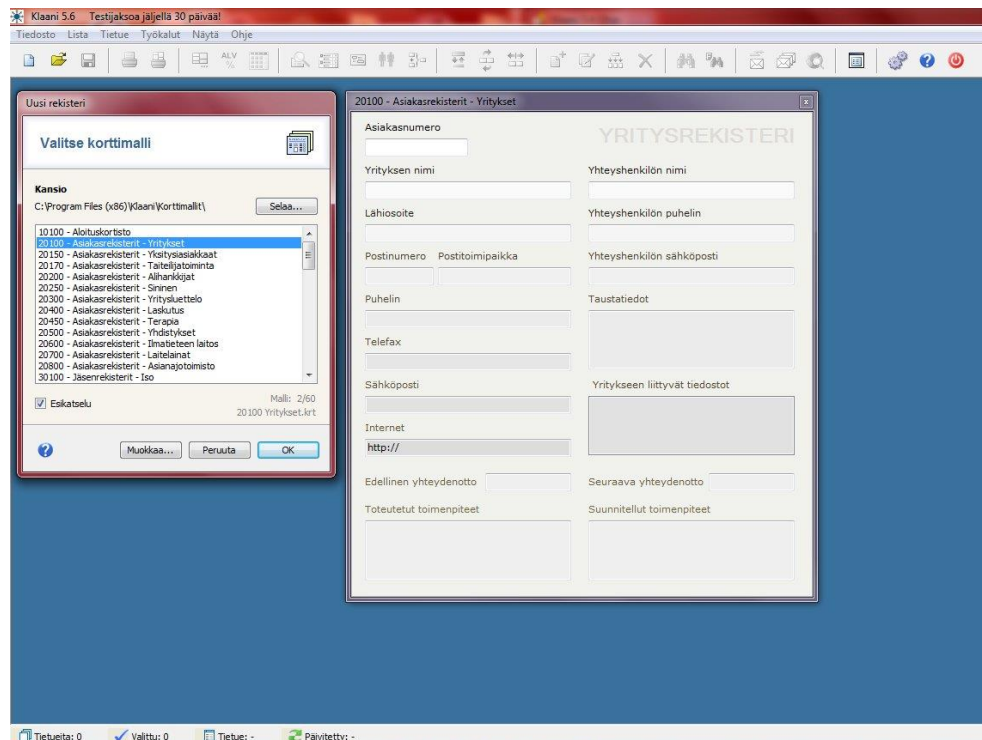 Klaani 5.6 Testijaksoa jäljellä 30 päivää!
Tiedosto Lista Tietue Työkalut Näytä Ohje
ALV %
Uusi rekisteri
Valitse korttimalli
Kansio
C:\Program Files (x86)\Klaani\Korttimallit\ Selaa...
10100 - Aloituskortisto
20100 - Asiakasrekisterit - Yritykset
20150 - Asiakasrekisterit - Yksityisasiakkaat
20170 - Asiakasrekisterit - Taiteilijatoiminta
20200 - Asiakasrekisterit - Alihankkijat
20250 - Asiakasrekisterit - Sininen
20300 - Asiakasrekisterit - Yritysluettelo
20400 - Asiakasrekisterit - Laskutus
20450 - Asiakasrekisterit - Terapia
20500 - Asiakasrekisterit - Yhdistykset
20600 - Asiakasrekisterit - Ilmatieteen laitos
20700 - Asiakasrekisterit - Laitelainat
20800 - Asiakasrekisterit - Asianajotoimisto
30100 - Jäsenrekisterit - Iso
Esikatselu
Malli: 2/60
20100 Yritykset.krt
Muokkaa... Peruuta OK
20100 - Asiakasrekisterit - Yritykset
Asiakasnumero
YRITYSREKISTERI
Yrityksen nimi Yhteyshenkilön nimi
Lähiosoite Yhteyshenkilön puhelin
Postinumero Postitoimipaikka Yhteyshenkilön sähköposti
Puhelin Taustatiedot
Telefax
Sähköposti Yritykseen liittyvät tiedostot
Internet
http://
Edellinen yhteydenotto Seuraava yhteydenotto
Toteutetut toimenpiteet Suunnitellut toimenpiteet
Tietueita: 0 Valittu: 0 Tietue: - Päivitetty: -